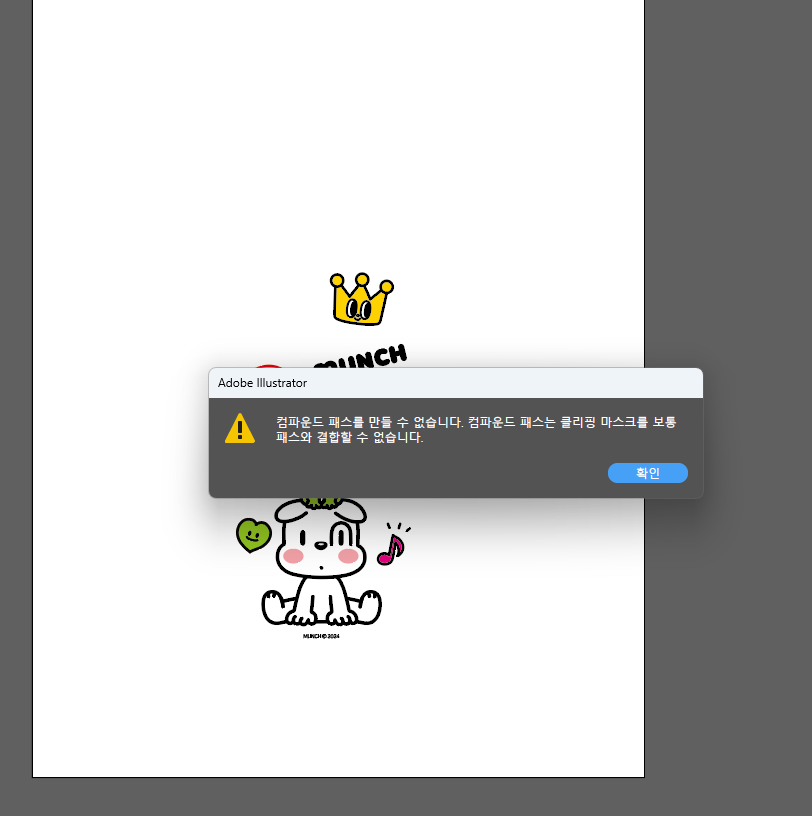 MUNCH
Adobe Illustrator
컴파운드 패스를 만들 수 없습니다. 컴파운드 패스는 클리핑 마스크를 보통
패스와 결합할 수 없습니다.
확인
MUNCH © 2024